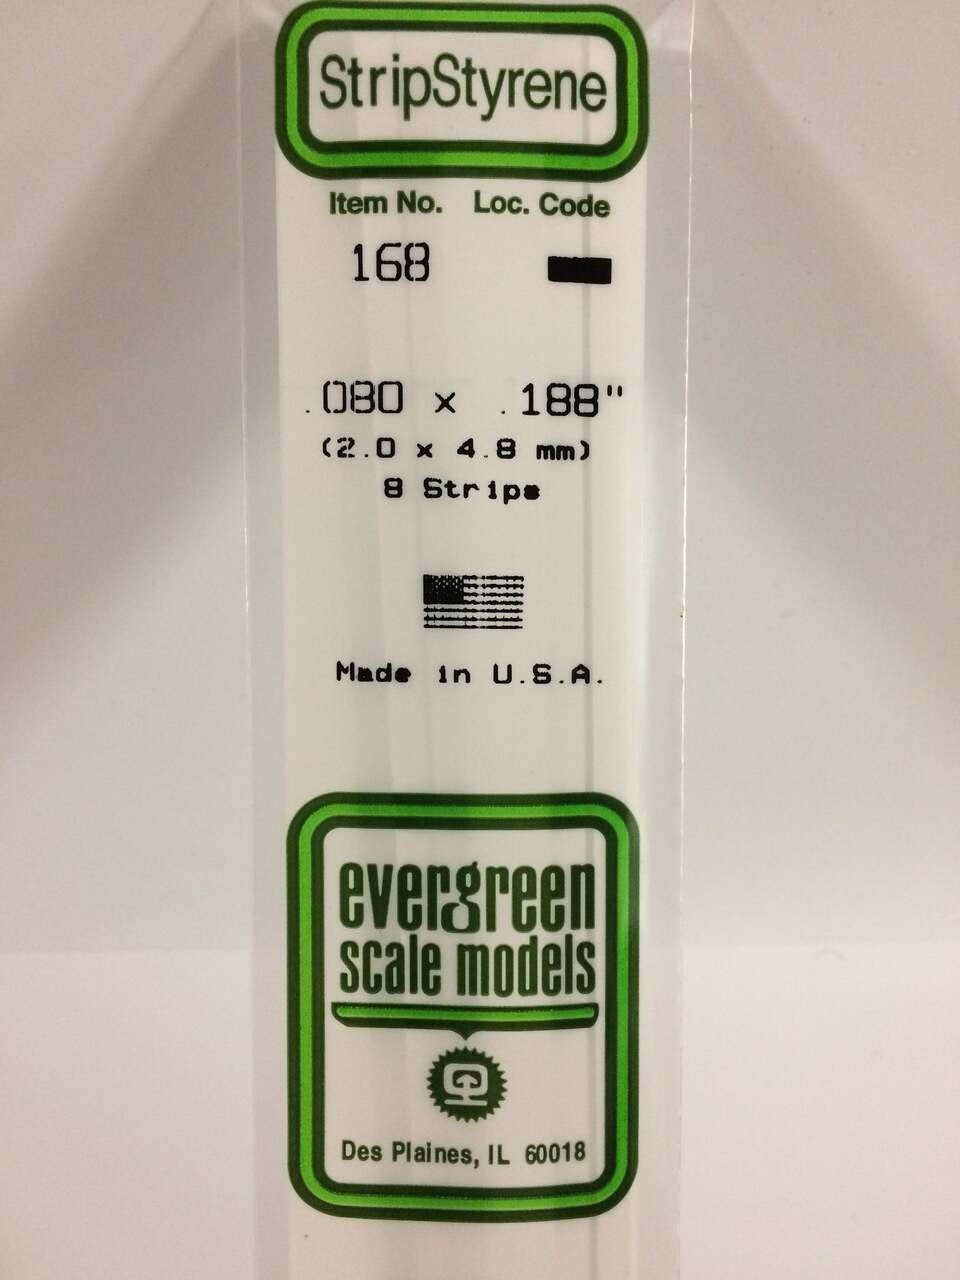 StripStyrene
Item No. Loc. Code
168
.080 x .188"
(2.0 x 4.8 mm)
8 Strips
Made in U.S.A.
evergreen
scale models
Des Plaines, IL 60018